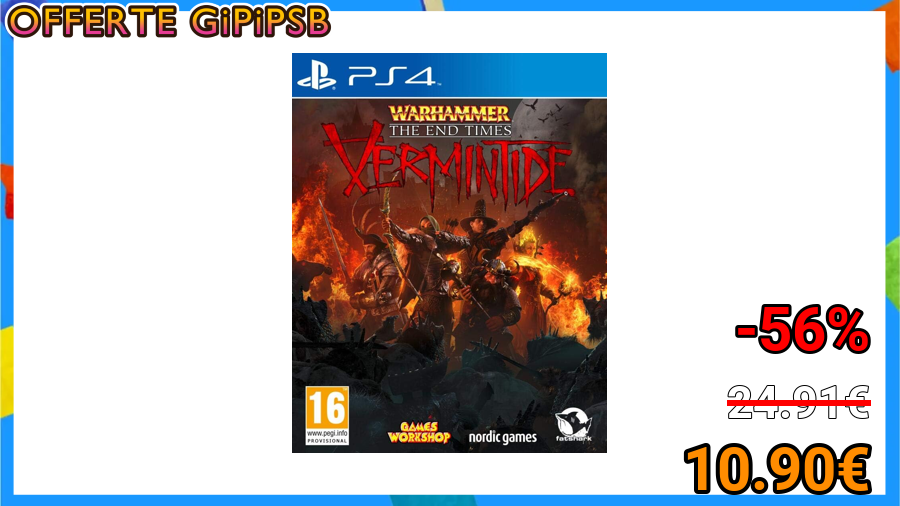 OFFERTE GiPiPSB
PS4
WARHAMMER
THE END TIMES
VERMINTIDE
-56%
24.91€
10.90€
16
www.pegi.info
PROVISIONAL
GAMES
WORKSHOP
nordic games
fatshark